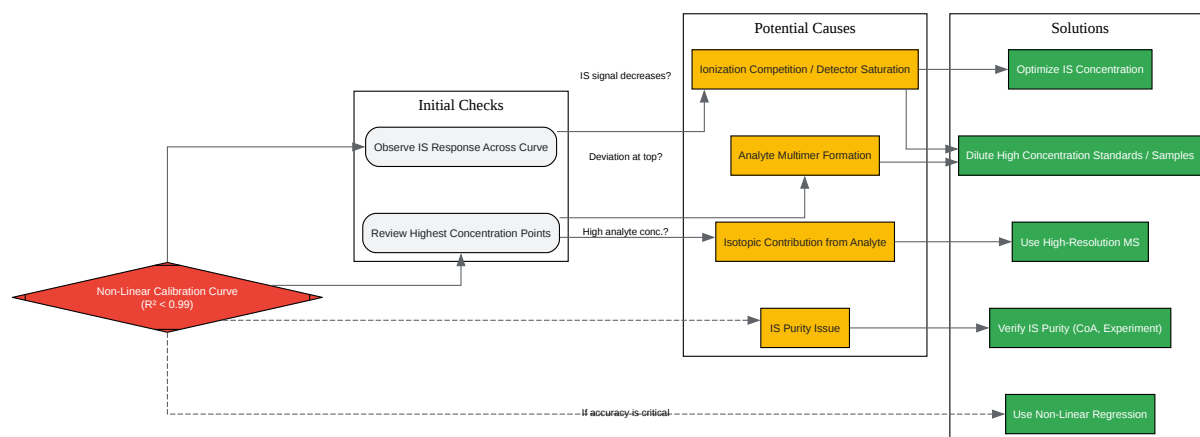 Potential Causes
Solutions
IS signal decreases?
Ionization Competition / Detector Saturation
Optimize IS Concentration
Initial Checks
Observe IS Response Across Curve
Deviation at top?
Analyte Multimer Formation
Dilute High Concentration Standards / Samples
Review Highest Concentration Points
High analyte conc.?
Isotopic Contribution from Analyte
Use High-Resolution MS
Non-Linear Calibration Curve
(R² < 0.99)
IS Purity Issue
Verify IS Purity (CoA, Experiment)
If accuracy is critical
Use Non-Linear Regression